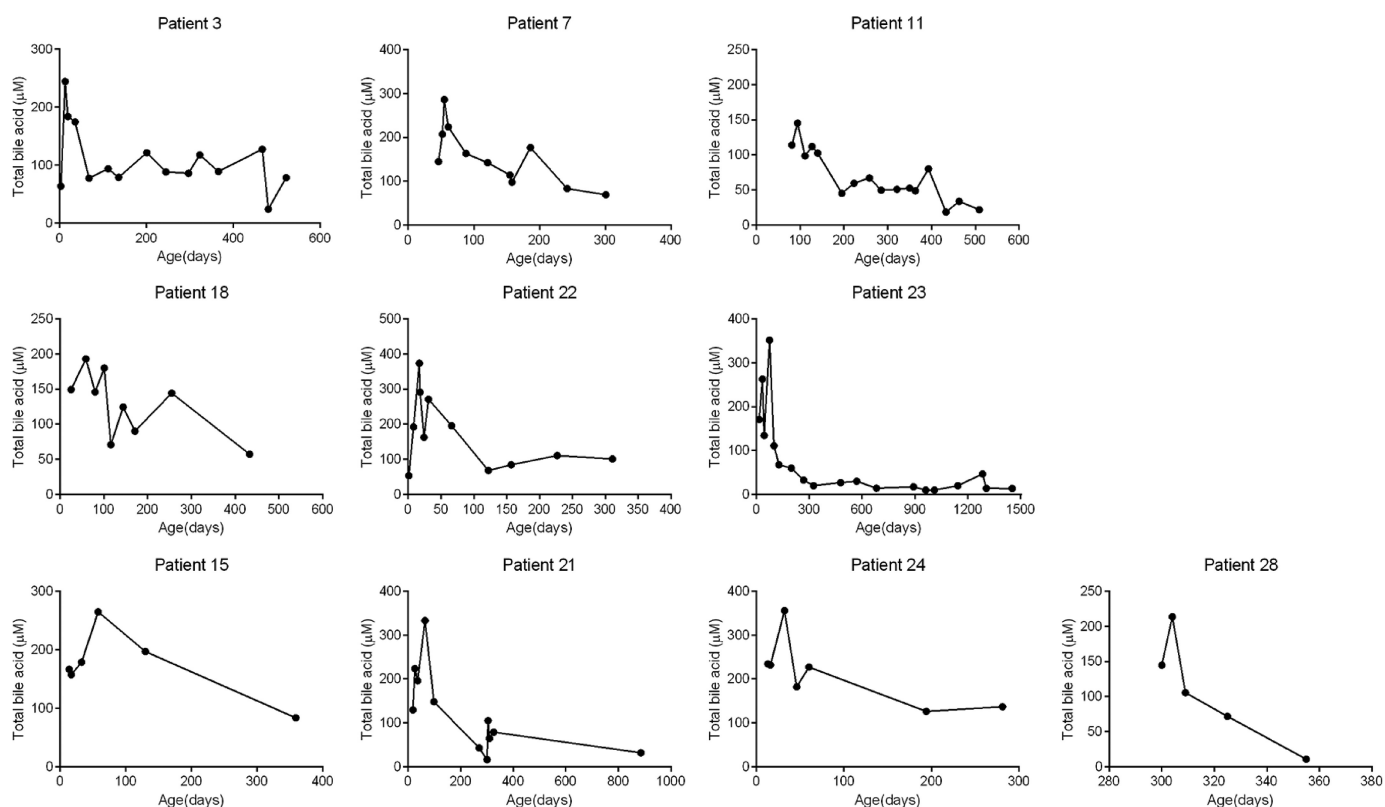 Patient 3
Total bile acid (μM)
300
200
100
0
0 200 400 600
Age(days)
Patient 7
Total bile acid (μM)
400
300
200
100
0
0 100 200 300 400
Age(days)
Patient 11
Total bile acid (μM)
250
200
150
100
50
0
0 100 200 300 400 500 600
Age(days)
Patient 18
Total bile acid (μM)
250
200
150
100
50
0
0 100 200 300 400 500 600
Age(days)
Patient 22
Total bile acid (μM)
500
400
300
200
100
0
0 50 100 150 200 250 300 350 400
Age(days)
Patient 23
Total bile acid (μM)
400
300
200
100
0
0 300 600 900 1200 1500
Age(days)
Patient 15
Total bile acid (μM)
300
200
100
0
0 100 200 300 400
Age(days)
Patient 21
Total bile acid (μM)
400
300
200
100
0
0 200 400 600 800 1000
Age(days)
Patient 24
Total bile acid (μM)
400
300
200
100
0
0 100 200 300
Age(days)
Patient 28
Total bile acid (μM)
250
200
150
100
50
0
280 300 320 340 360 380
Age(days)